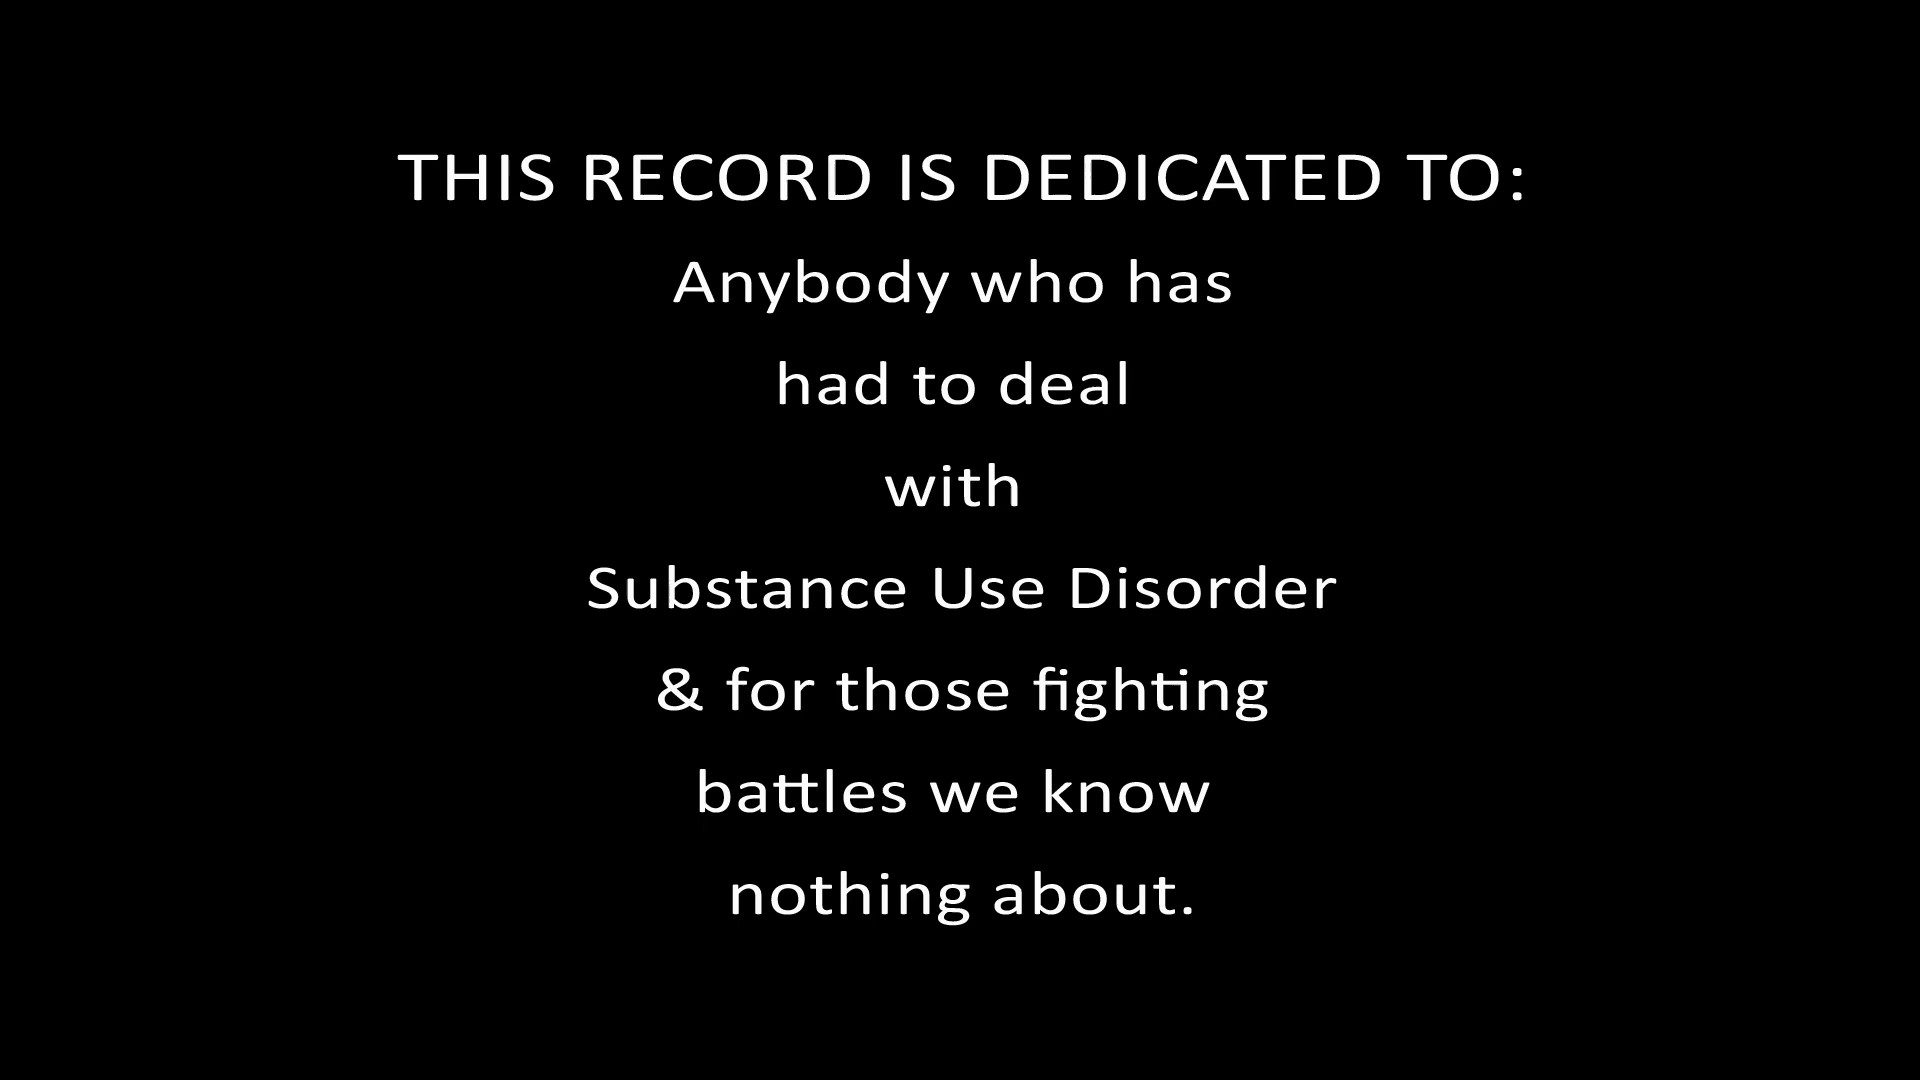 THIS RECORD IS DEDICATED TO:
Anybody who has
had to deal
with
Substance Use Disorder
& for those fighting
battles we know
nothing about.